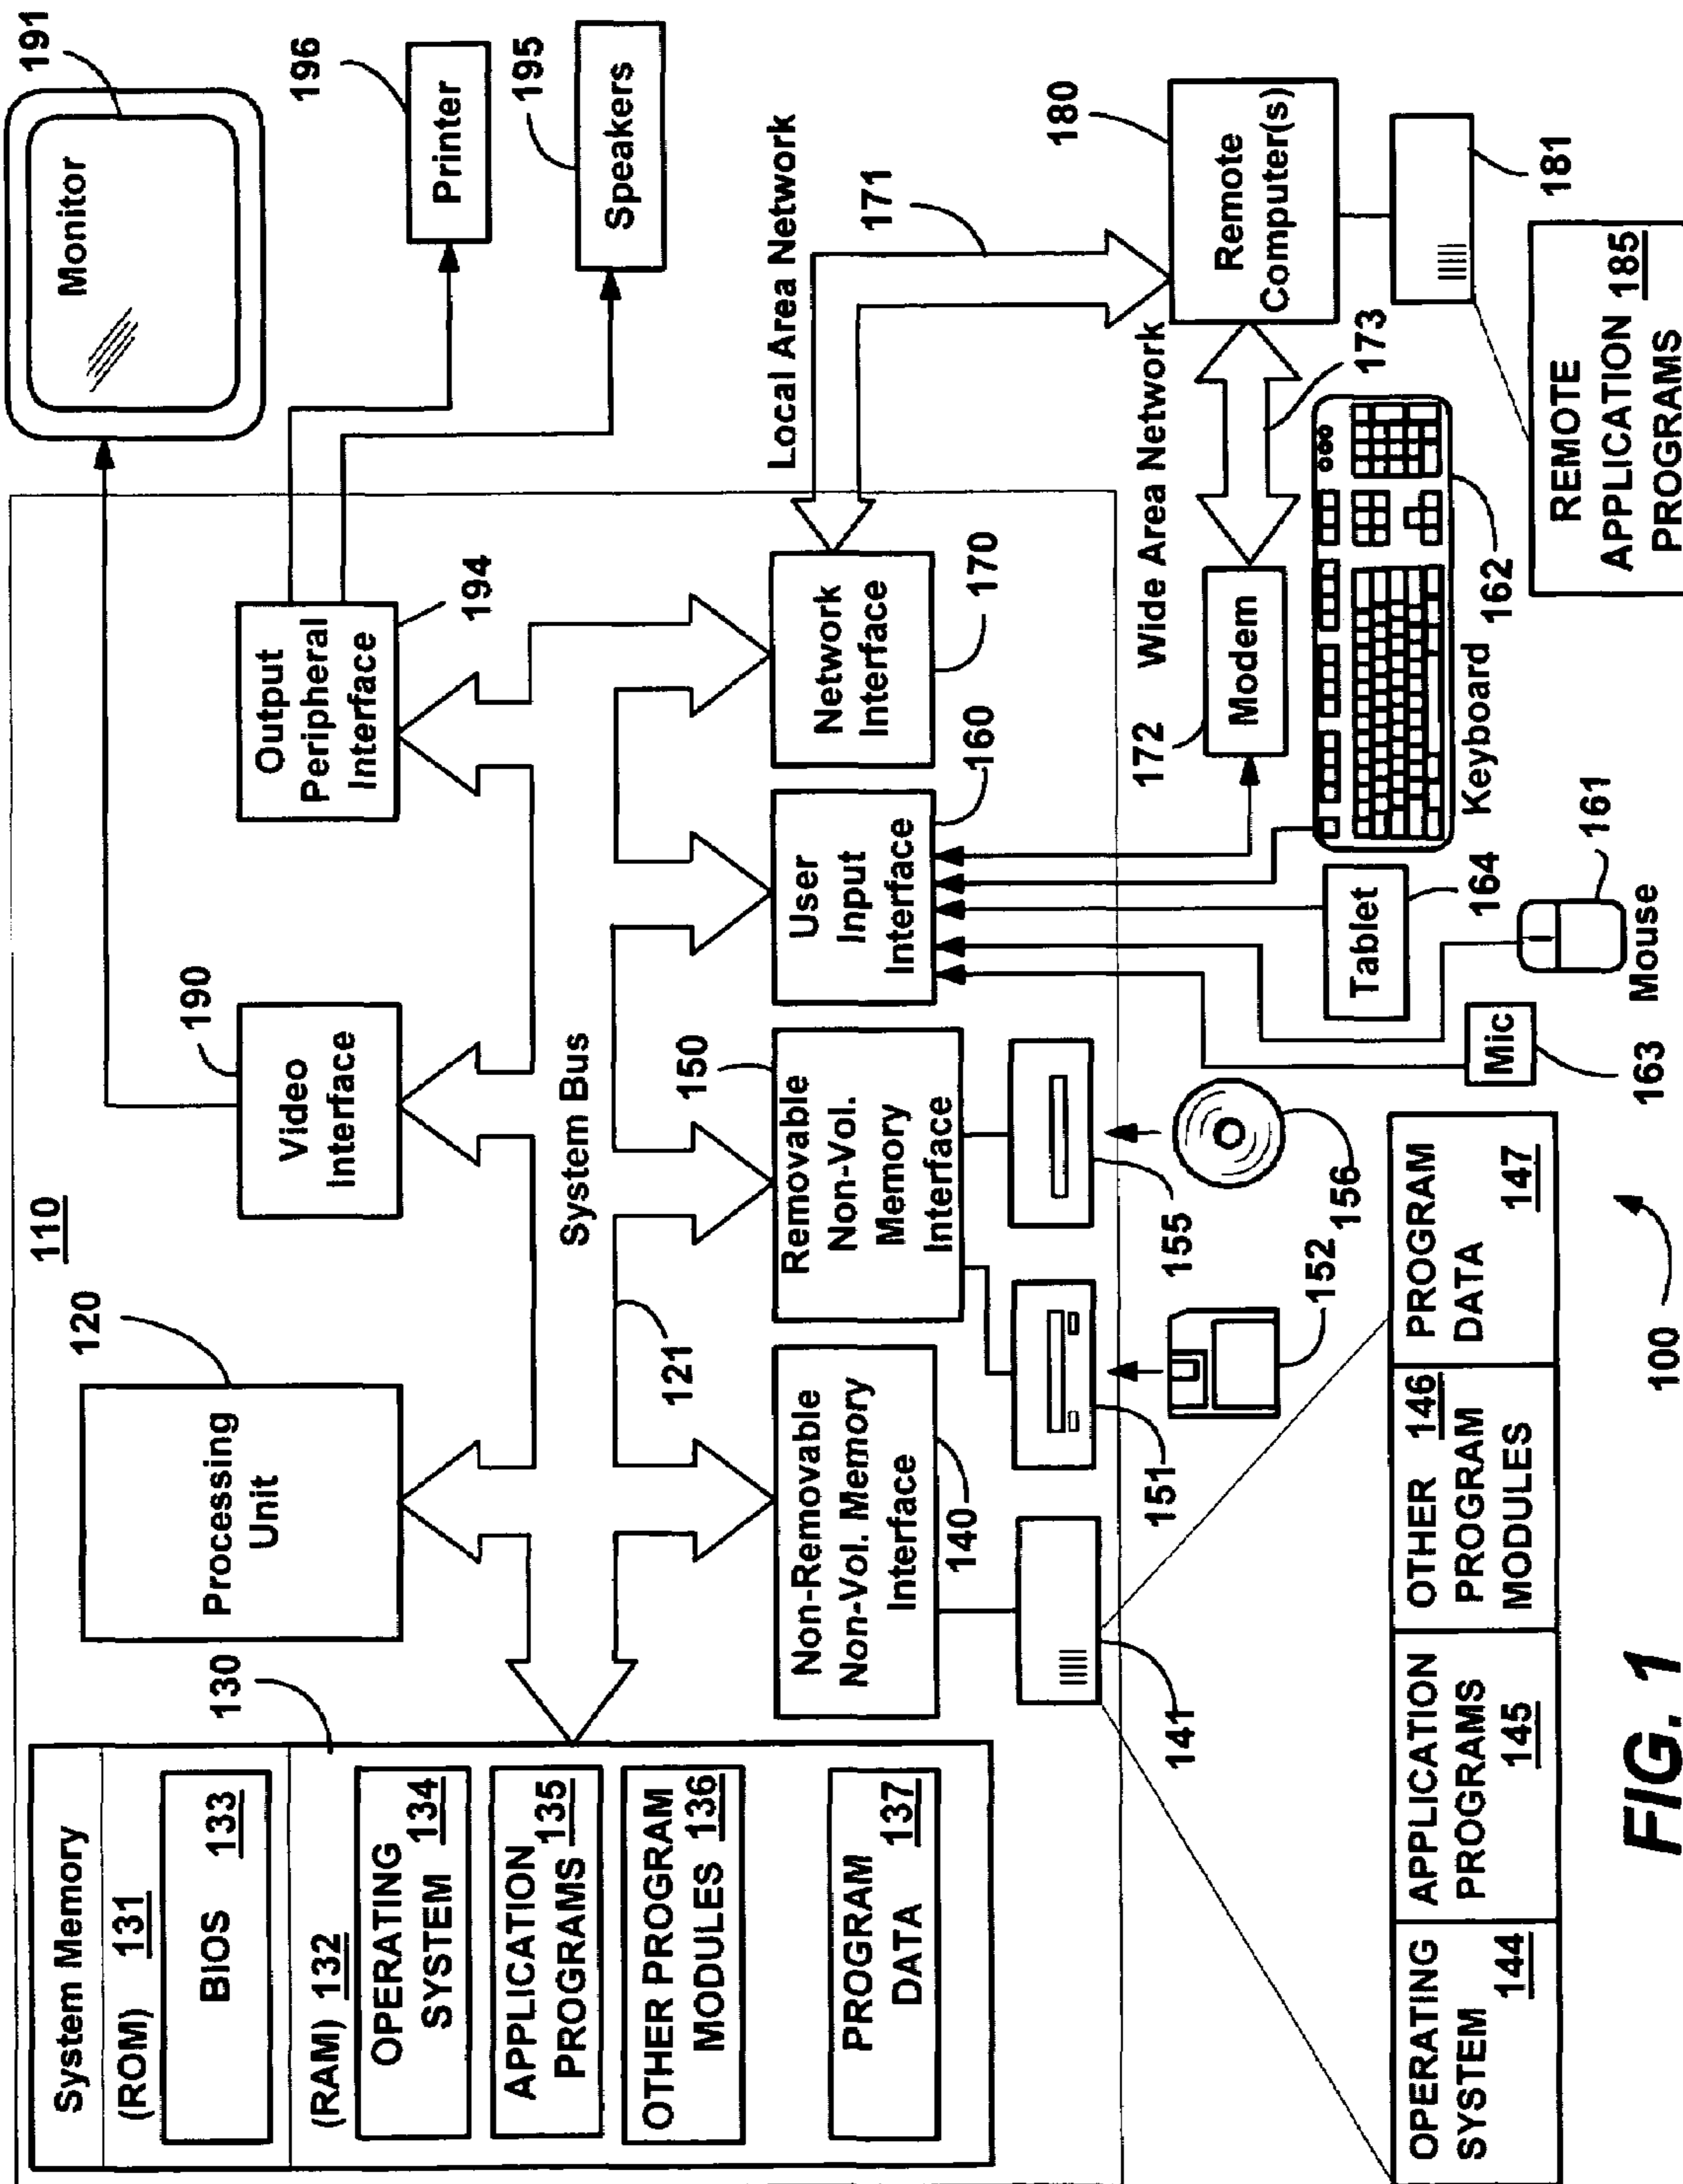 110
System Memory
(ROM) 131
BIOS 133
(RAM) 132
OPERATING
SYSTEM 134
APPLICATION
PROGRAMS 135
OTHER PROGRAM
MODULES 136
PROGRAM
DATA 137
130
Processing
Unit
120
Video
Interface
190
Output
Peripheral
Interface
194
Monitor
191
196
Printer
195
Speakers
System Bus
121
Non-Removable
Non-Vol. Memory
Interface
140
Removable
Non-Vol.
Memory
Interface
150
User
Input
Interface
160
Network
Interface
170
Local Area Network
171
141
151
152
155
156
172
Modem
Wide Area Network
173
180
Remote
Computer(s)
181
REMOTE
APPLICATION 185
PROGRAMS
Keyboard
162
Tablet
164
161
Mouse
Mic
163
OPERATING
SYSTEM
144
APPLICATION
PROGRAMS
145
OTHER 146
PROGRAM
MODULES
PROGRAM
DATA 147
100
FIG. 1